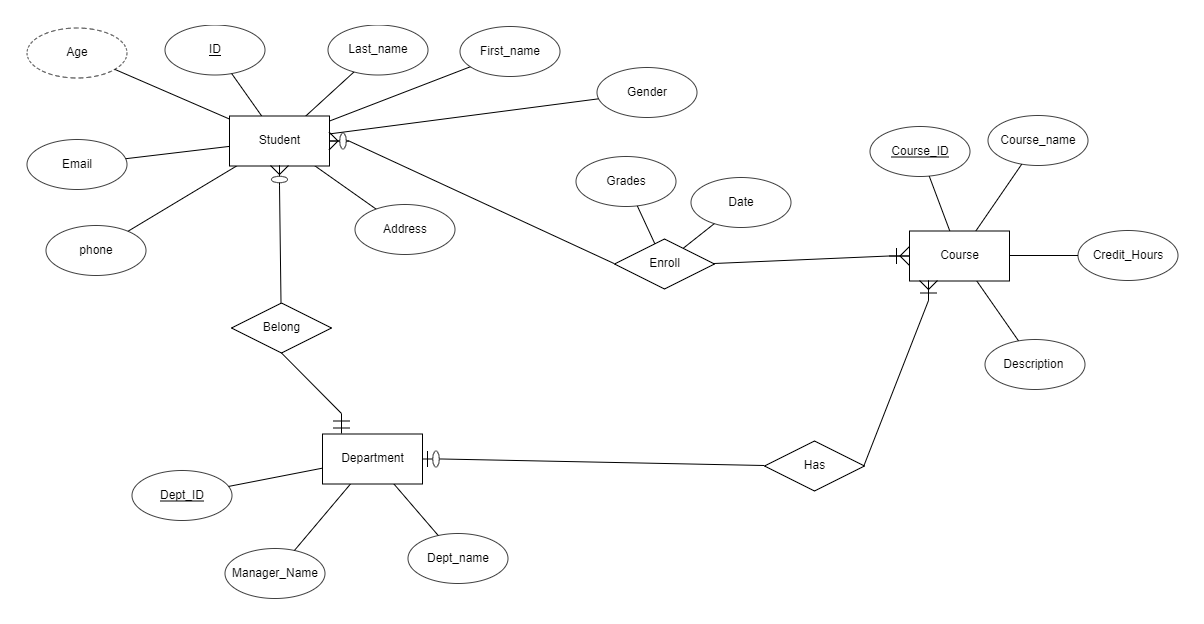 Age
ID
Last_name
First_name
Gender
Student
Email
phone
Address
Grades
Date
Enroll
Course_ID
Course_name
Course
Credit_Hours
Description
Belong
Department
Has
Dept_ID
Manager_Name
Dept_name